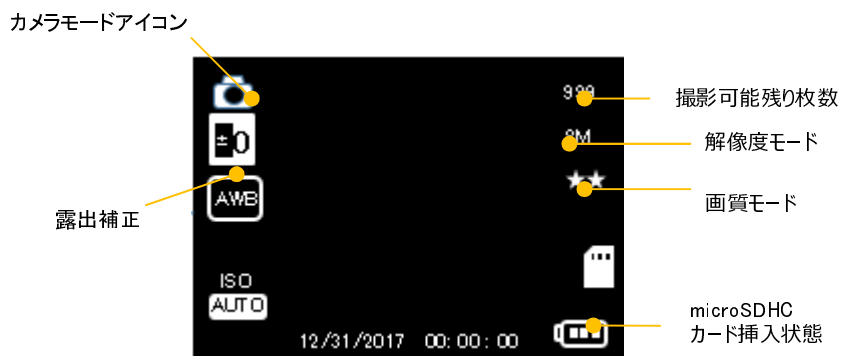 カメラモードアイコン
999
撮影可能残り枚数
8M
解像度モード
±0
AWB
画質モード
露出補正
ISO
AUTO
microSDHC
カード挿入状態
12/31/2017 00:00:00